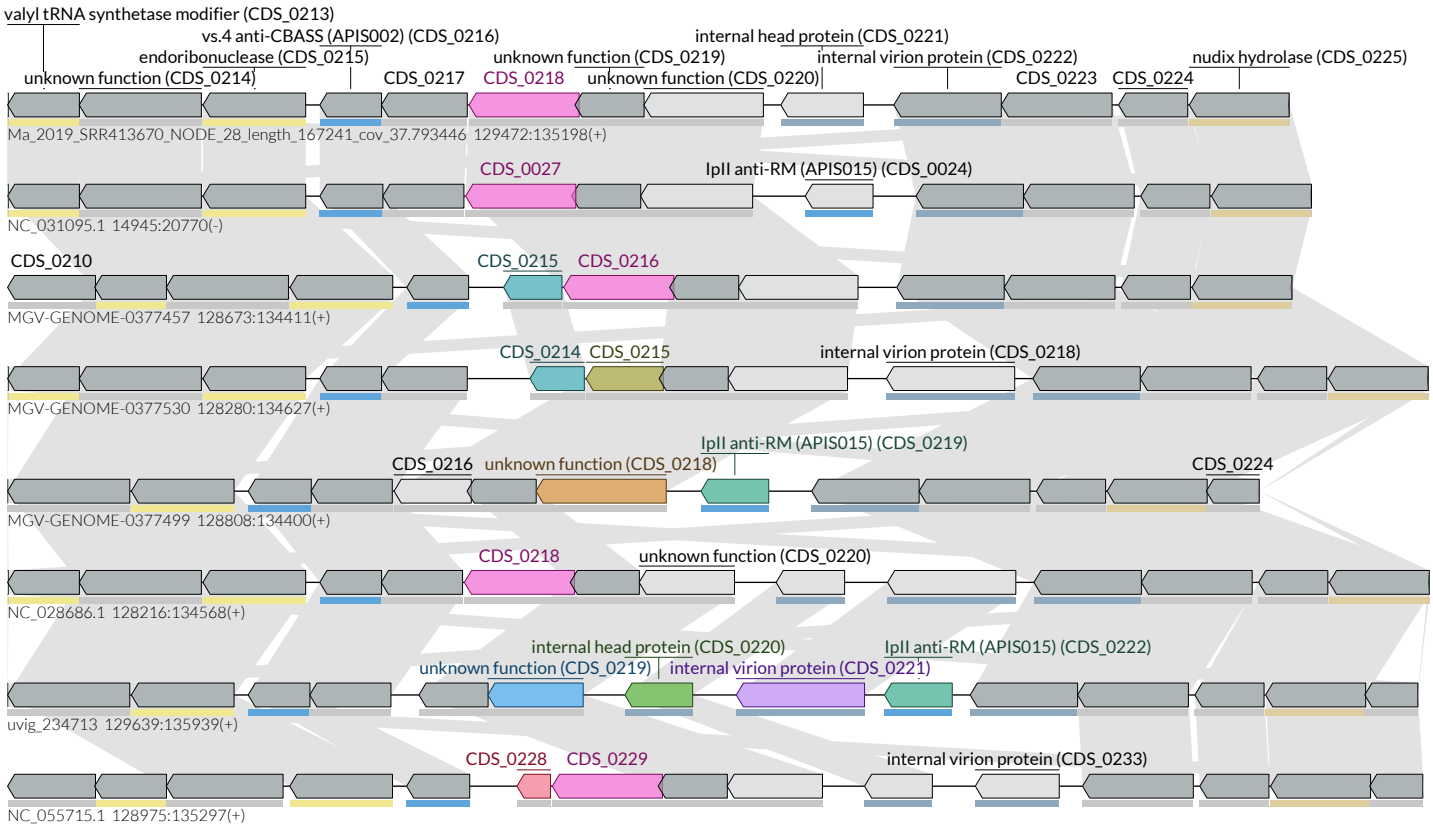 valyl tRNA synthetase modifier (CDS_0213)
vs.4 anti-CBASS (APIS002) (CDS_0216)
internal head protein (CDS_0221)
endoribonuclease (CDS_0215)
unknown function (CDS_0219)
internal virion protein (CDS_0222)
nudix hydrolase (CDS_0225)
unknown function (CDS_0214)
CDS_0217
CDS_0218
unknown function (CDS_0220)
CDS_0223
CDS_0224
Ma_2019_SRR413670_NODE_28_length_167241_cov_37.793446 129472:135198(+)
CDS_0027
IpII anti-RM (APIS015) (CDS_0024)
NC_031095.1 14945:20770(-)
CDS_0210
CDS_0215
CDS_0216
MGV-GENOME-0377457 128673:134411(+)
CDS_0214
CDS_0215
internal virion protein (CDS_0218)
MGV-GENOME-0377530 128280:134627(+)
IpII anti-RM (APIS015) (CDS_0219)
CDS_0216
unknown function (CDS_0218)
CDS_0224
MGV-GENOME-0377499 128808:134400(+)
CDS_0218
unknown function (CDS_0220)
NC_028686.1 128216:134568(+)
internal head protein (CDS_0220)
IpII anti-RM (APIS015) (CDS_0222)
unknown function (CDS_0219)
internal virion protein (CDS_0221)
uvig_234713 129639:135939(+)
CDS_0228
CDS_0229
internal virion protein (CDS_0233)
NC_055715.1 128975:135297(+)